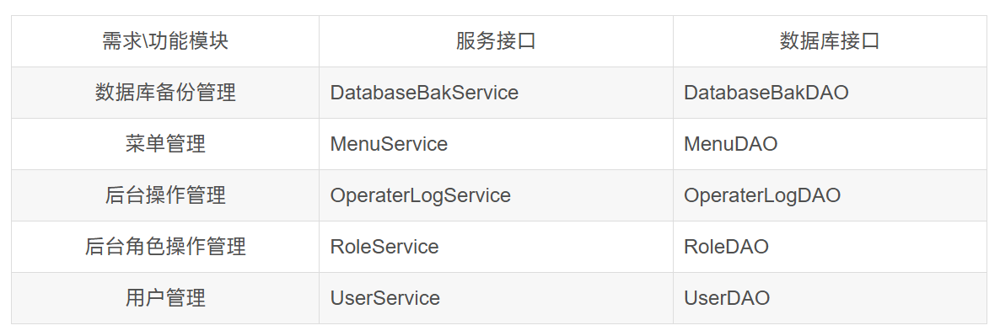 需求\功能模块 服务接口 数据库接口
数据库备份管理 DatabaseBakService DatabaseBakDAO
菜单管理 MenuService MenuDAO
后台操作管理 OperaterLogService OperaterLogDAO
后台角色操作管理 RoleService RoleDAO
用户管理 UserService UserDAO